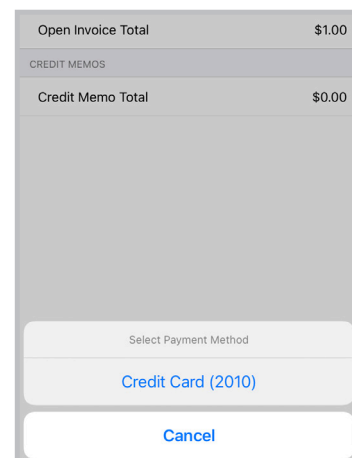 Open Invoice Total $1.00
CREDIT MEMOS
Credit Memo Total $0.00
Select Payment Method
Credit Card (2010)
Cancel